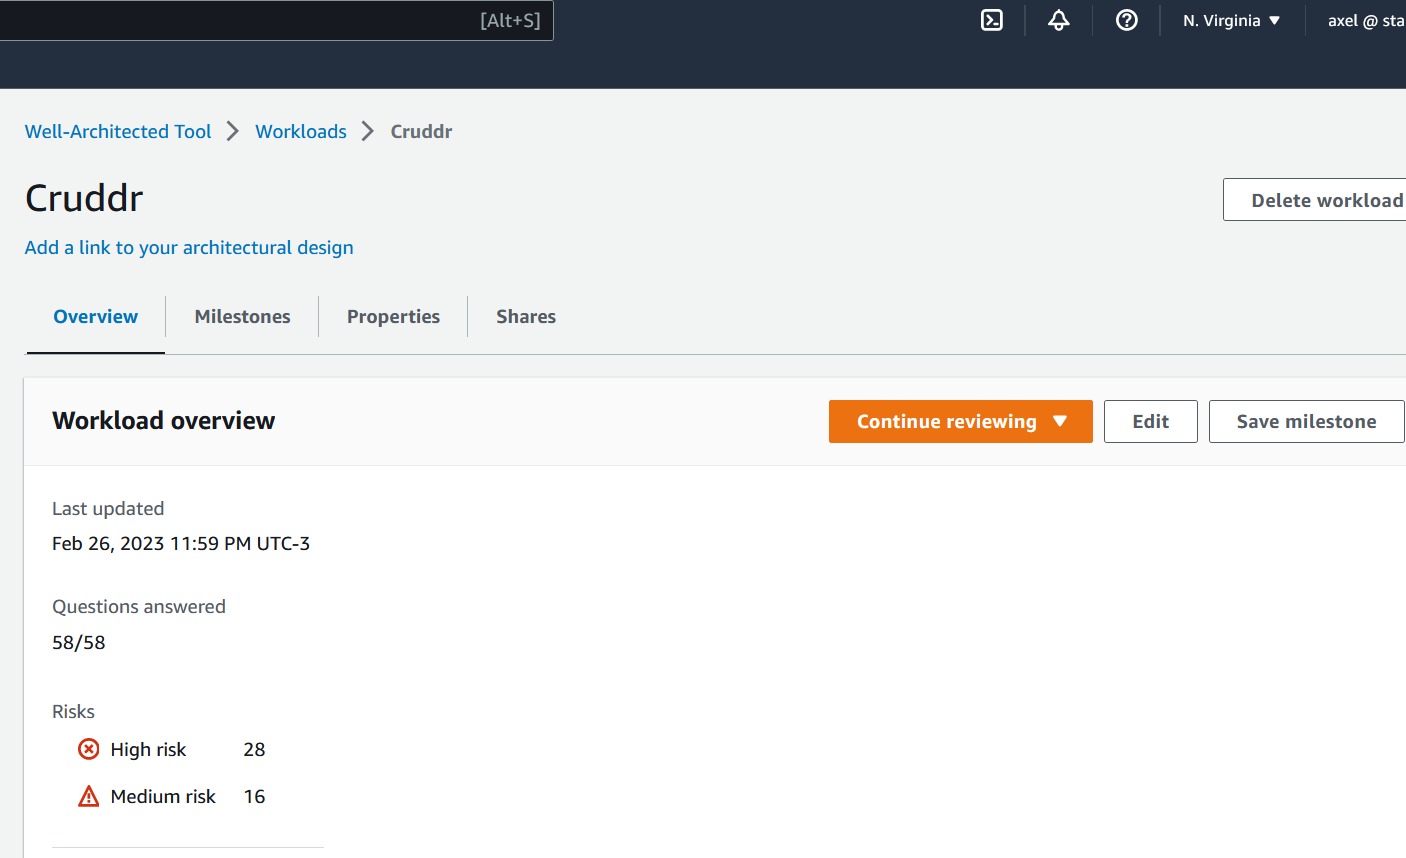 [Alt+S] N. Virginia ▼ axel @ sta
Well-Architected Tool > Workloads > Cruddr
Cruddr
Delete workload
Add a link to your architectural design
Overview Milestones Properties Shares
Workload overview
Continue reviewing ▼ Edit Save milestone
Last updated
Feb 26, 2023 11:59 PM UTC-3
Questions answered
58/58
Risks
High risk 28
Medium risk 16